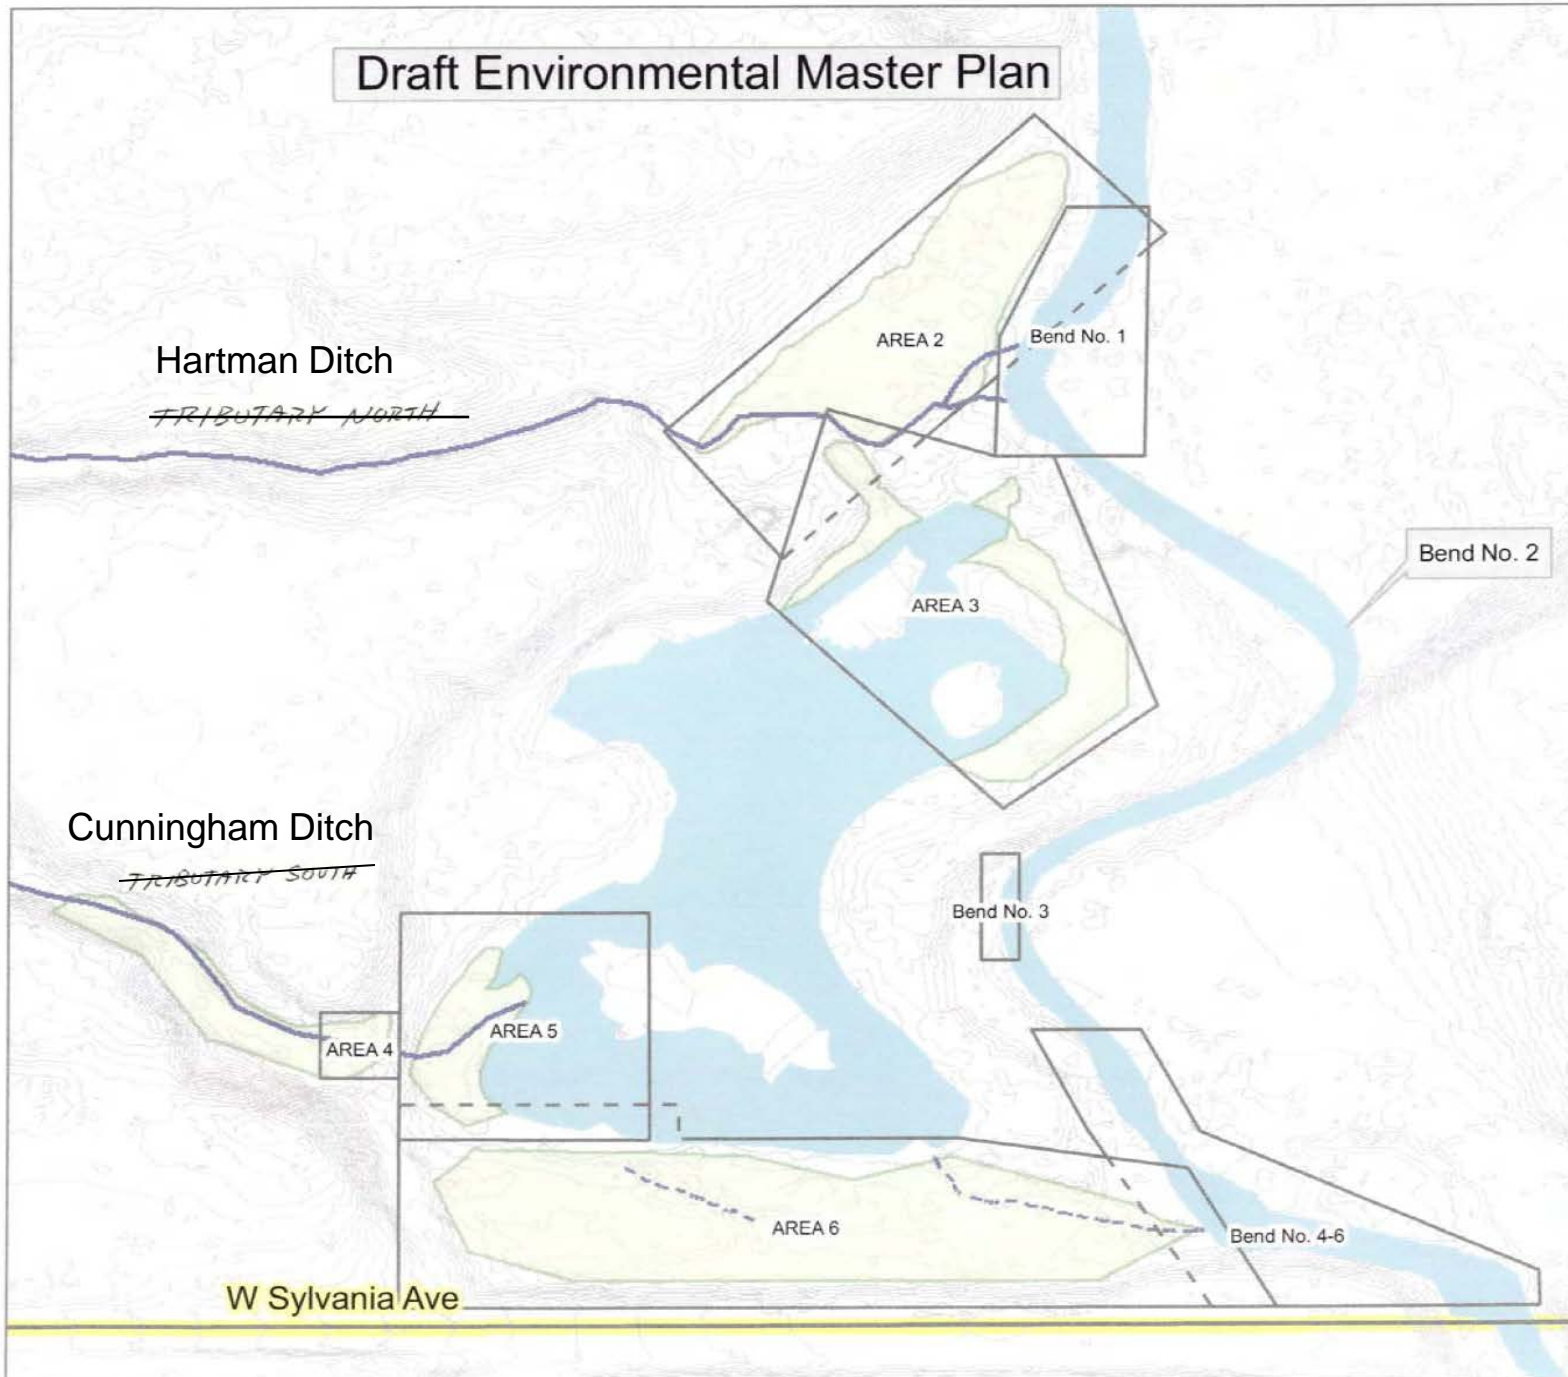 Draft Environmental Master Plan
AREA 2
Bend No. 1
Hartman Ditch
TRIBUTARY NORTH
Bend No. 2
AREA 3
Cunningham Ditch
TRIBUTARY SOUTH
Bend No. 3
AREA 5
AREA 4
AREA 6
Bend No. 4-6
W Sylvania Ave